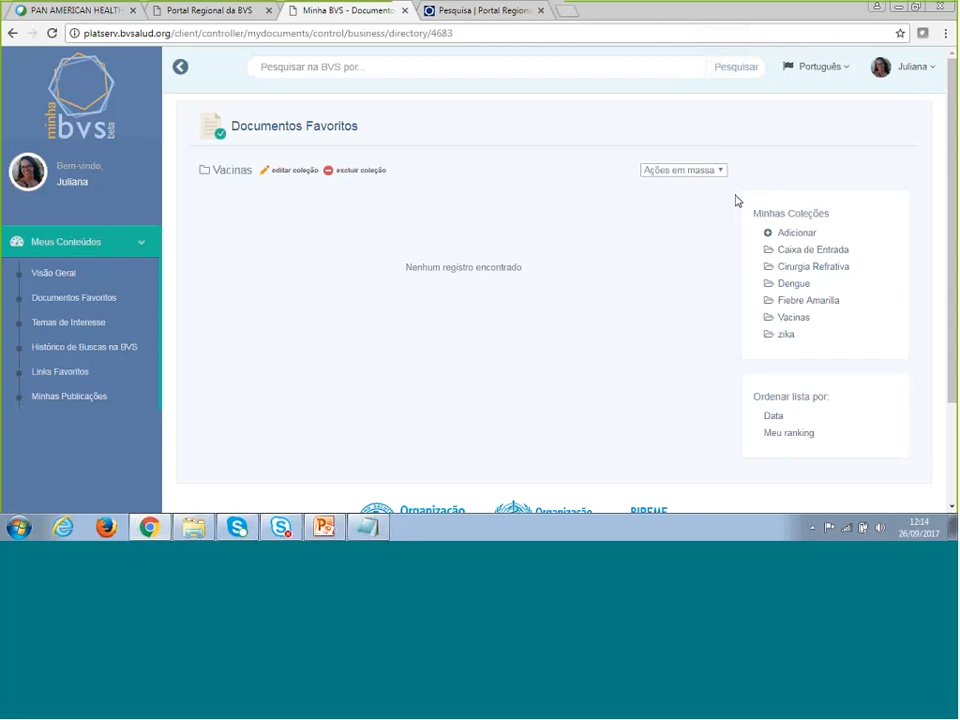 PAN AMERICAN HEALTH
Portal Regional da BVS
Minha BVS - Documento
Pesquisa | Portal Region
platserv.bvsalud.org/client/controller/mydocuments/control/business/directory/4683
minha
bvs
beta
Pesquisar na BVS por...
Pesquisar
Português
Juliana
Bem-vindo,
Juliana
Documentos Favoritos
Vacinas
editar coleção
excluir coleção
Ações em massa
Meus Conteúdos
Visão Geral
Documentos Favoritos
Temas de Interesse
Histórico de Buscas na BVS
Links Favoritos
Minhas Publicações
Nenhum registro encontrado
Minhas Coleções
Adicionar
Caixa de Entrada
Cirurgia Refrativa
Dengue
Fiebre Amarilla
Vacinas
zika
Ordenar lista por:
Data
Meu ranking
Organização
Organização
BIREME
12:14
26/09/2017